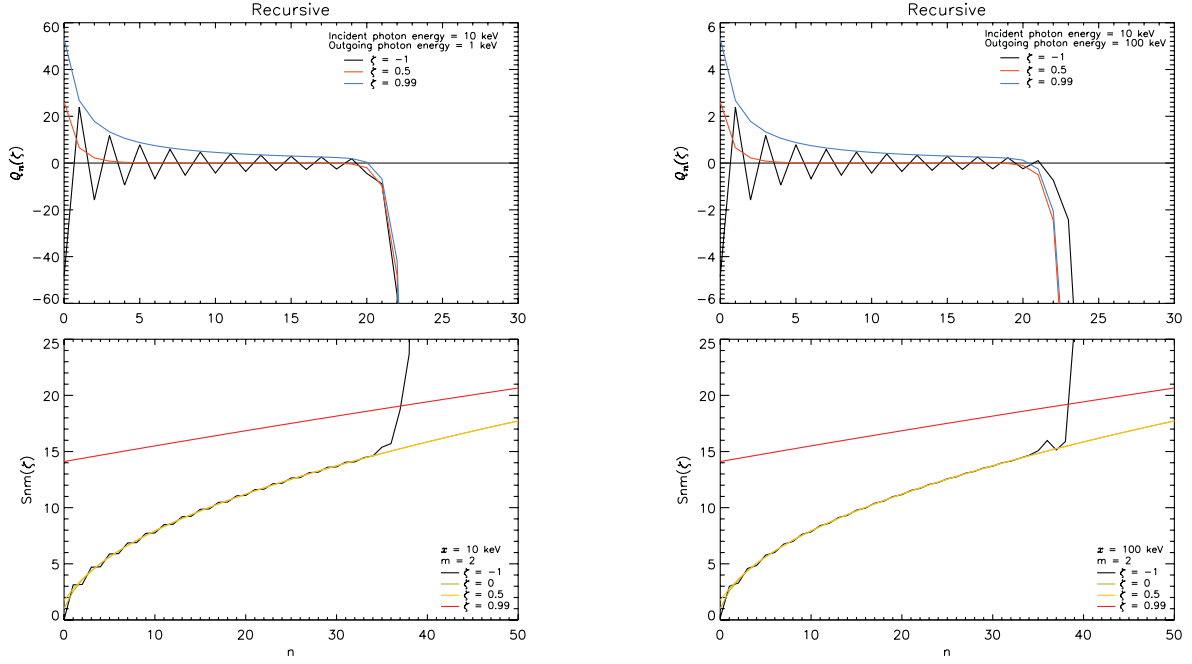 Recursive
Incident photon energy = 10 keV
Outgoing photon energy = 1 keV
ζ = −1
ζ = 0.5
ζ = 0.99
60
40
20
0
−20
−40
−60
Qn(ζ)
0 5 10 15 20 25 30
Recursive
Incident photon energy = 10 keV
Outgoing photon energy = 100 keV
ζ = −1
ζ = 0.5
ζ = 0.99
6
4
2
0
−2
−4
−6
Qn(ζ)
0 5 10 15 20 25 30
25
20
15
10
5
0
Snm(ζ)
x = 10 keV
m = 2
ζ = −1
ζ = 0
ζ = 0.5
ζ = 0.99
0 10 20 30 40 50
n
25
20
15
10
5
0
Snm(ζ)
x = 100 keV
m = 2
ζ = −1
ζ = 0
ζ = 0.5
ζ = 0.99
0 10 20 30 40 50
n